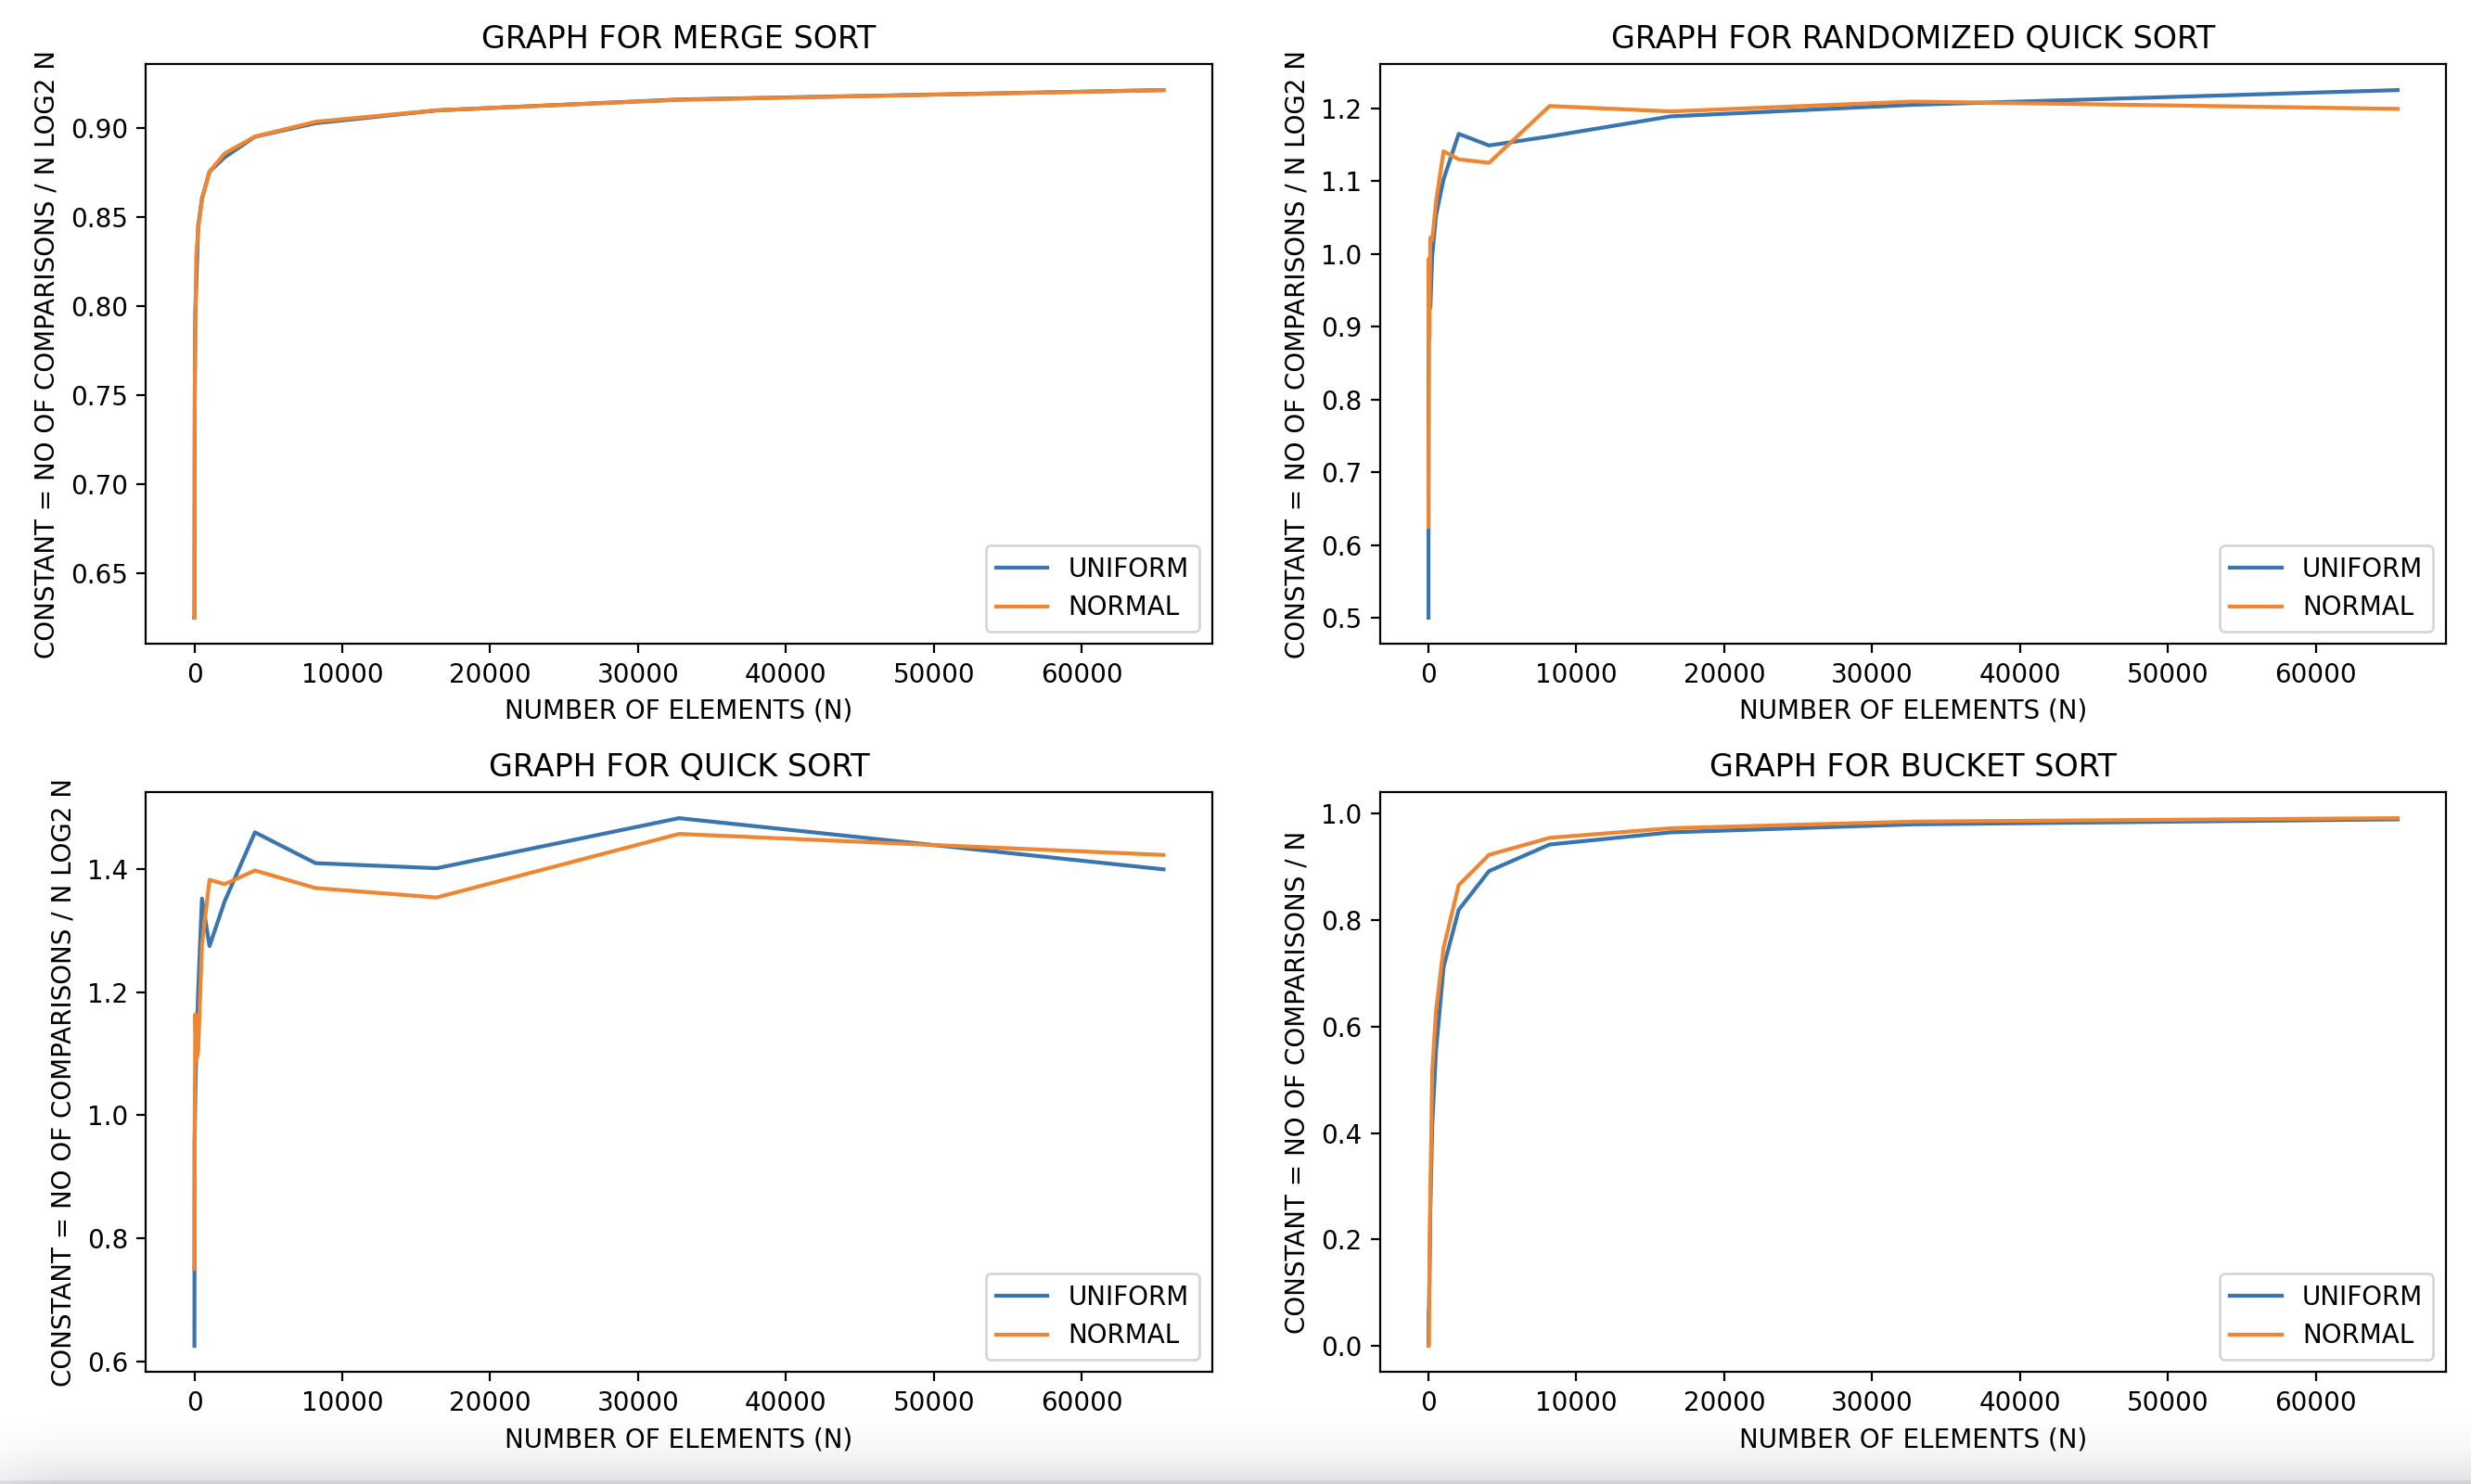 GRAPH FOR MERGE SORT
CONSTANT = NO OF COMPARISONS / N LOG2 N
0.90
0.85
0.80
0.75
0.70
0.65
UNIFORM
NORMAL
0 10000 20000 30000 40000 50000 60000
NUMBER OF ELEMENTS (N)
GRAPH FOR RANDOMIZED QUICK SORT
CONSTANT = NO OF COMPARISONS / N LOG2 N
1.2
1.1
1.0
0.9
0.8
0.7
0.6
0.5
UNIFORM
NORMAL
0 10000 20000 30000 40000 50000 60000
NUMBER OF ELEMENTS (N)
GRAPH FOR QUICK SORT
CONSTANT = NO OF COMPARISONS / N LOG2 N
1.4
1.2
1.0
0.8
0.6
UNIFORM
NORMAL
0 10000 20000 30000 40000 50000 60000
NUMBER OF ELEMENTS (N)
GRAPH FOR BUCKET SORT
CONSTANT = NO OF COMPARISONS / N
1.0
0.8
0.6
0.4
0.2
0.0
UNIFORM
NORMAL
0 10000 20000 30000 40000 50000 60000
NUMBER OF ELEMENTS (N)